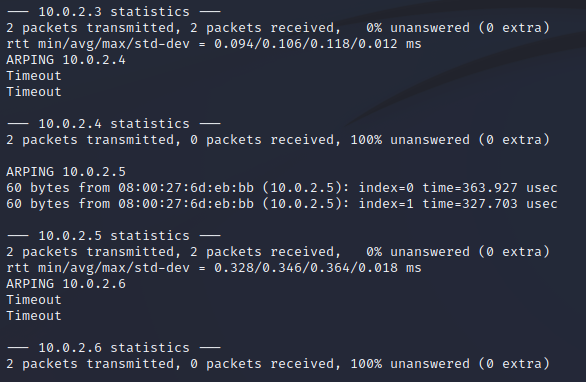 --- 10.0.2.3 statistics ---
2 packets transmitted, 2 packets received,   0% unanswered (0 extra)
rtt min/avg/max/std-dev = 0.094/0.106/0.118/0.012 ms
ARPING 10.0.2.4
Timeout
Timeout

--- 10.0.2.4 statistics ---
2 packets transmitted, 0 packets received, 100% unanswered (0 extra)

ARPING 10.0.2.5
60 bytes from 08:00:27:6d:eb:bb (10.0.2.5): index=0 time=363.927 usec
60 bytes from 08:00:27:6d:eb:bb (10.0.2.5): index=1 time=327.703 usec

--- 10.0.2.5 statistics ---
2 packets transmitted, 2 packets received,   0% unanswered (0 extra)
rtt min/avg/max/std-dev = 0.328/0.346/0.364/0.018 ms
ARPING 10.0.2.6
Timeout
Timeout

--- 10.0.2.6 statistics ---
2 packets transmitted, 0 packets received, 100% unanswered (0 extra)